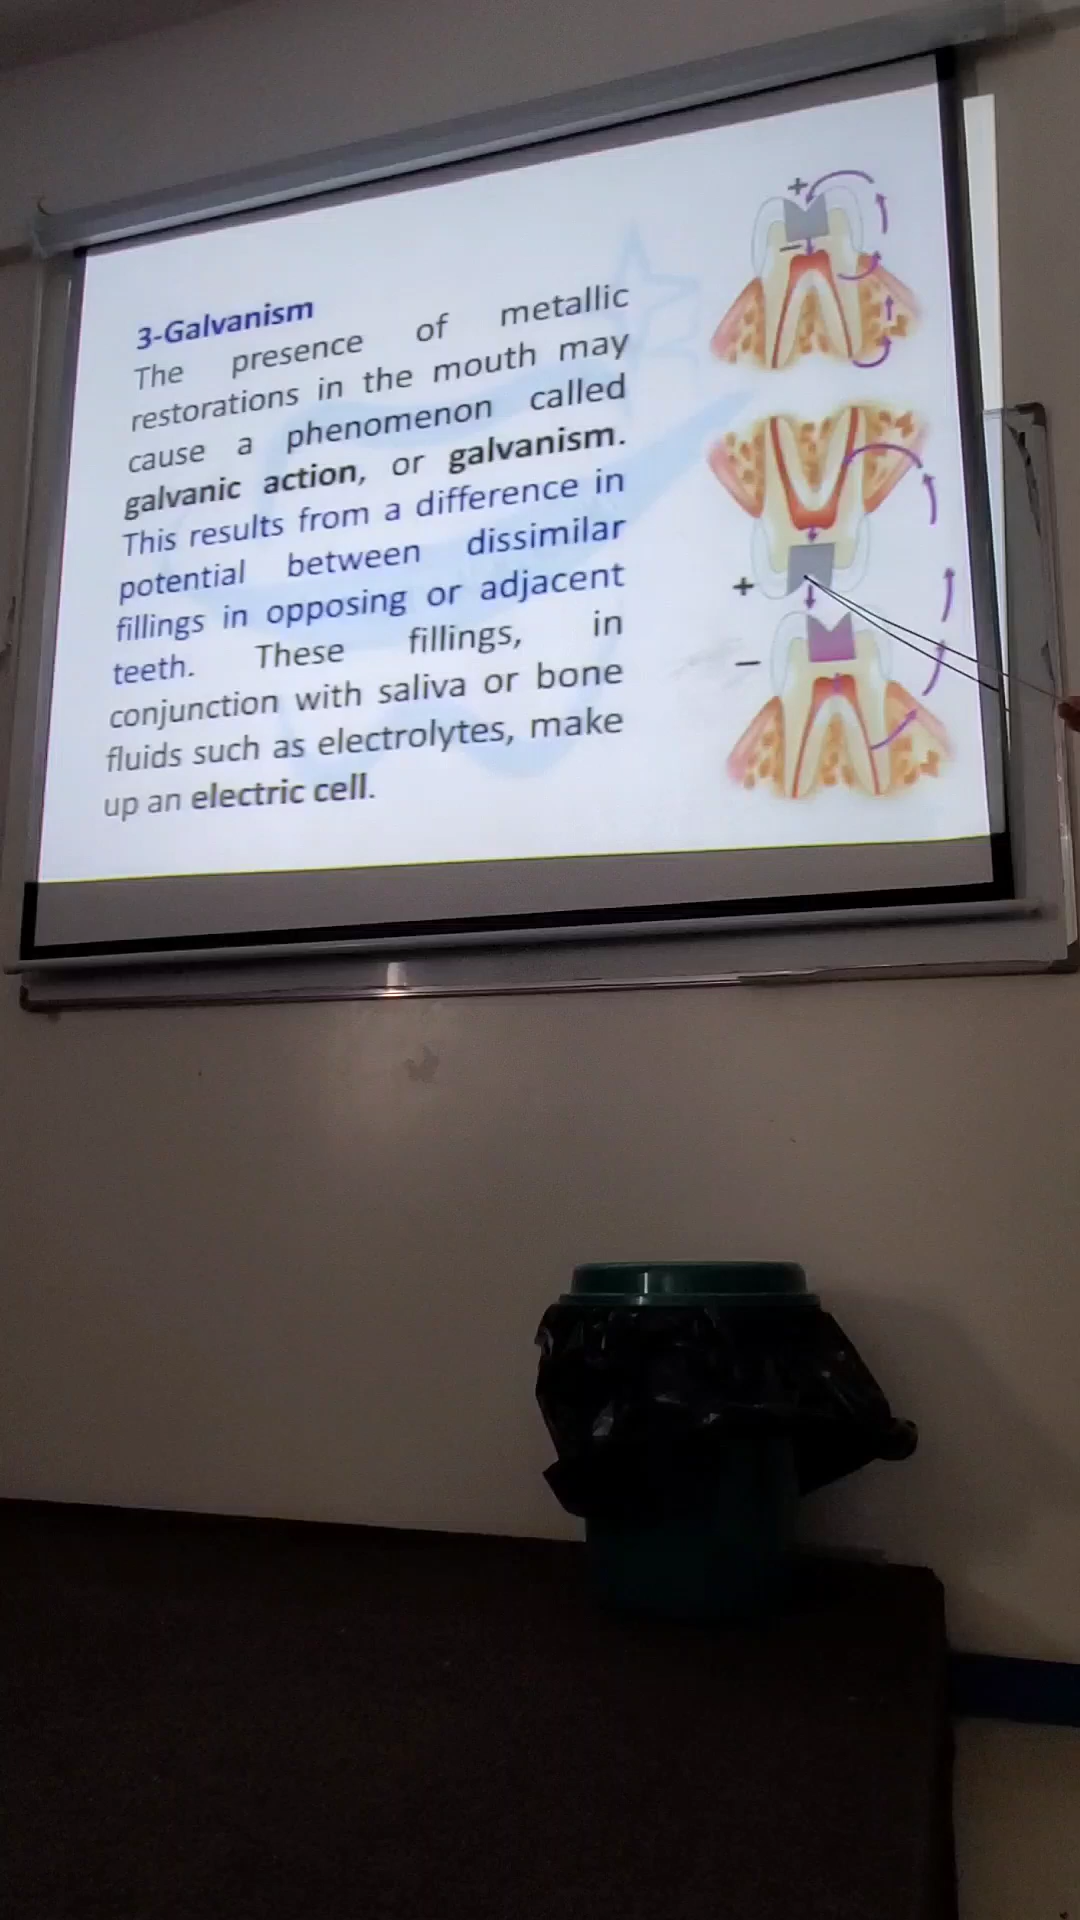 3-Galvanism
The presence of metallic
restorations in the mouth may
cause a phenomenon called
galvanic action, or galvanism.
This results from a difference in
potential between dissimilar
fillings in opposing or adjacent
teeth. These fillings, in
conjunction with saliva or bone
fluids such as electrolytes, make
up an electric cell.
+
−
+
−